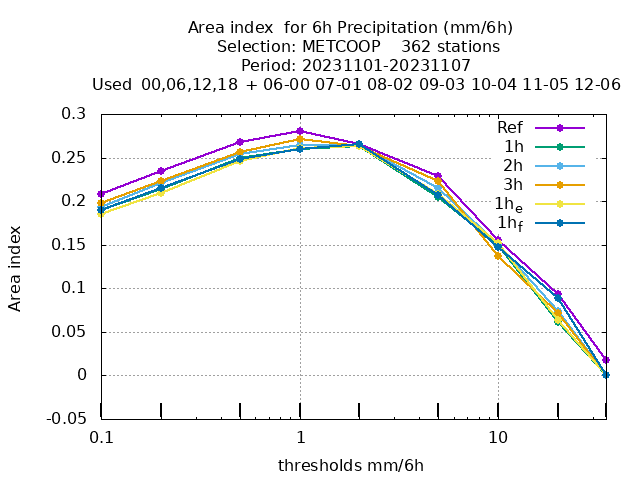 Area index  for 6h Precipitation (mm/6h)
Selection: METCOOP    362 stations
Period: 20231101-20231107
Used  00,06,12,18  + 06-00 07-01 08-02 09-03 10-04 11-05 12-06
0.3
0.25
0.2
0.15
0.1
0.05
0
-0.05
Area index
Ref
1h
2h
3h
1he
1hf
0.1
1
10
thresholds mm/6h